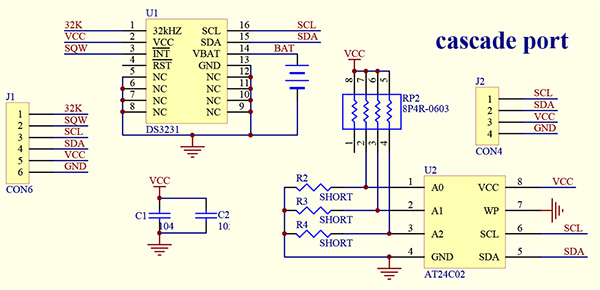 U1
32K 1 32kHZ SCL 16 SCL
VCC 2 VCC SDA 15 SDA
SQW 3 INT VBAT 14 BAT
4 RST GND 13
5 NC NC 12
6 NC NC 11
7 NC NC 10
8 NC NC 9
DS3231
cascade port
J1
1 32K
2 SQW
3 SCL
4 SDA
5 VCC
6 GND
CON6
VCC
8 7 6 5
RP2
8P4R-0603
1 2 3 4
J2
1 SCL
2 SDA
3 VCC
4 GND
CON4
VCC
C1 C2
104 10
U2
R2 1 A0 VCC 8 VCC
SHORT
R3 2 A1 WP 7
SHORT
R4 3 A2 SCL 6 SCL
SHORT
4 GND SDA 5 SDA
AT24C02